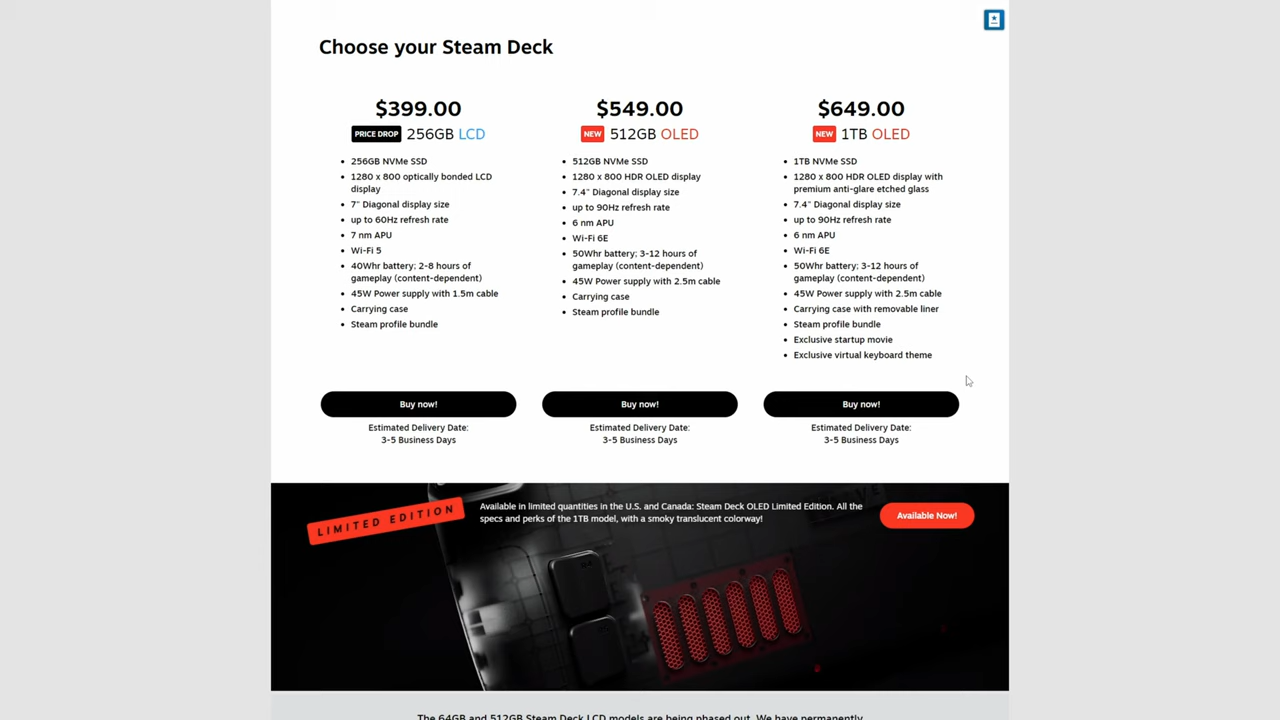 Choose your Steam Deck
$399.00
PRICE DROP 256GB LCD
256GB NVMe SSD
1280 x 800 optically bonded LCD
display
7" Diagonal display size
up to 60Hz refresh rate
7 nm APU
Wi-Fi 5
40Whr battery; 2-8 hours of
gameplay (content-dependent)
45W Power supply with 1.5m cable
Carrying case
Steam profile bundle
Buy now!
Estimated Delivery Date:
3-5 Business Days
$549.00
NEW 512GB OLED
512GB NVMe SSD
1280 x 800 HDR OLED display
7.4" Diagonal display size
up to 90Hz refresh rate
6 nm APU
Wi-Fi 6E
50Whr battery; 3-12 hours of
gameplay (content-dependent)
45W Power supply with 2.5m cable
Carrying case
Steam profile bundle
Buy now!
Estimated Delivery Date:
3-5 Business Days
$649.00
NEW 1TB OLED
1TB NVMe SSD
1280 x 800 HDR OLED display with
premium anti-glare etched glass
7.4" Diagonal display size
up to 90Hz refresh rate
6 nm APU
Wi-Fi 6E
50Whr battery; 3-12 hours of
gameplay (content-dependent)
45W Power supply with 2.5m cable
Carrying case with removable liner
Steam profile bundle
Exclusive startup movie
Exclusive virtual keyboard theme
Buy now!
Estimated Delivery Date:
3-5 Business Days
LIMITED EDITION
Available in limited quantities in the U.S. and Canada: Steam Deck OLED Limited Edition. All the
specs and perks of the 1TB model, with a smoky translucent colorway!
Available Now!
The 64GB and 512GB Steam Deck LCD models are being phased out. We have permanently